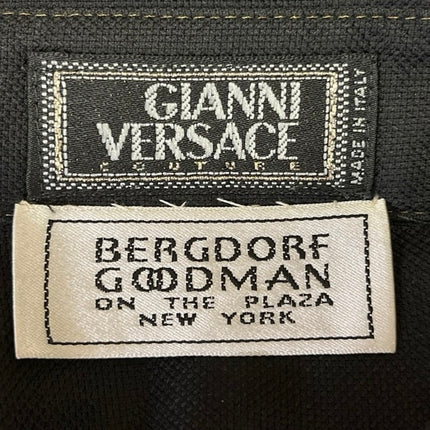 GIANNI
VERSACE
COUTURE
MADE IN ITALY
BERGDORF
GOODMAN
ON THE PLAZA
NEW YORK